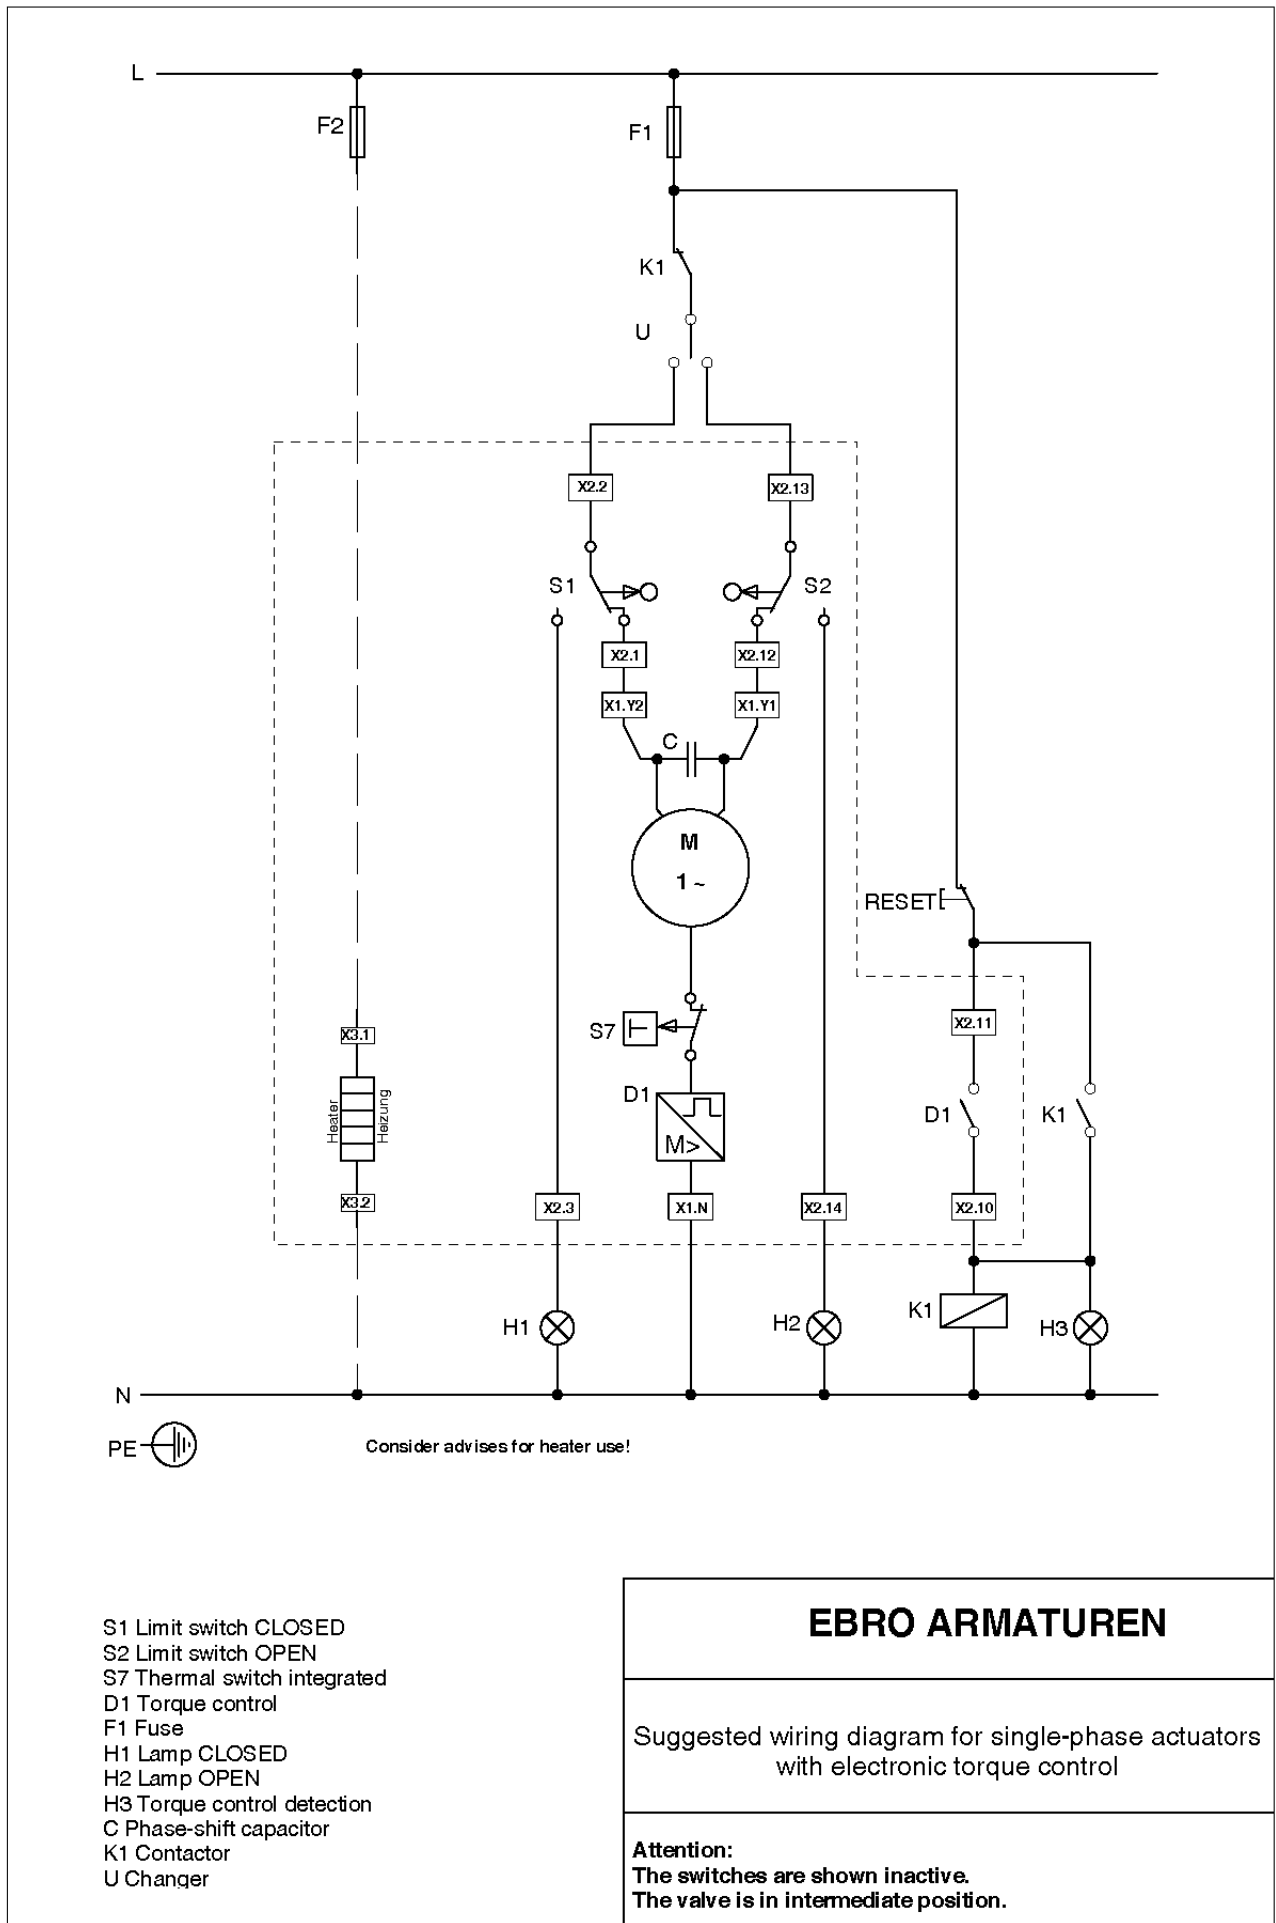 L
F2
F1
K1
U
X2.2
X2.13
S1
S2
X2.1
X2.12
X1.Y2
X1.Y1
C
M
1 ~
RESET
X3.1
S7
T
X2.11
Heater
Heizung
D1
M>
D1
K1
X3.2
X2.3
X1.N
X2.14
X2.10
H1
H2
K1
H3
N
PE
Consider advises for heater use!
S1 Limit switch CLOSED
S2 Limit switch OPEN
S7 Thermal switch integrated
D1 Torque control
F1 Fuse
H1 Lamp CLOSED
H2 Lamp OPEN
H3 Torque control detection
C Phase-shift capacitor
K1 Contactor
U Changer
EBRO ARMATUREN
Suggested wiring diagram for single-phase actuators
with electronic torque control
Attention:
The switches are shown inactive.
The valve is in intermediate position.